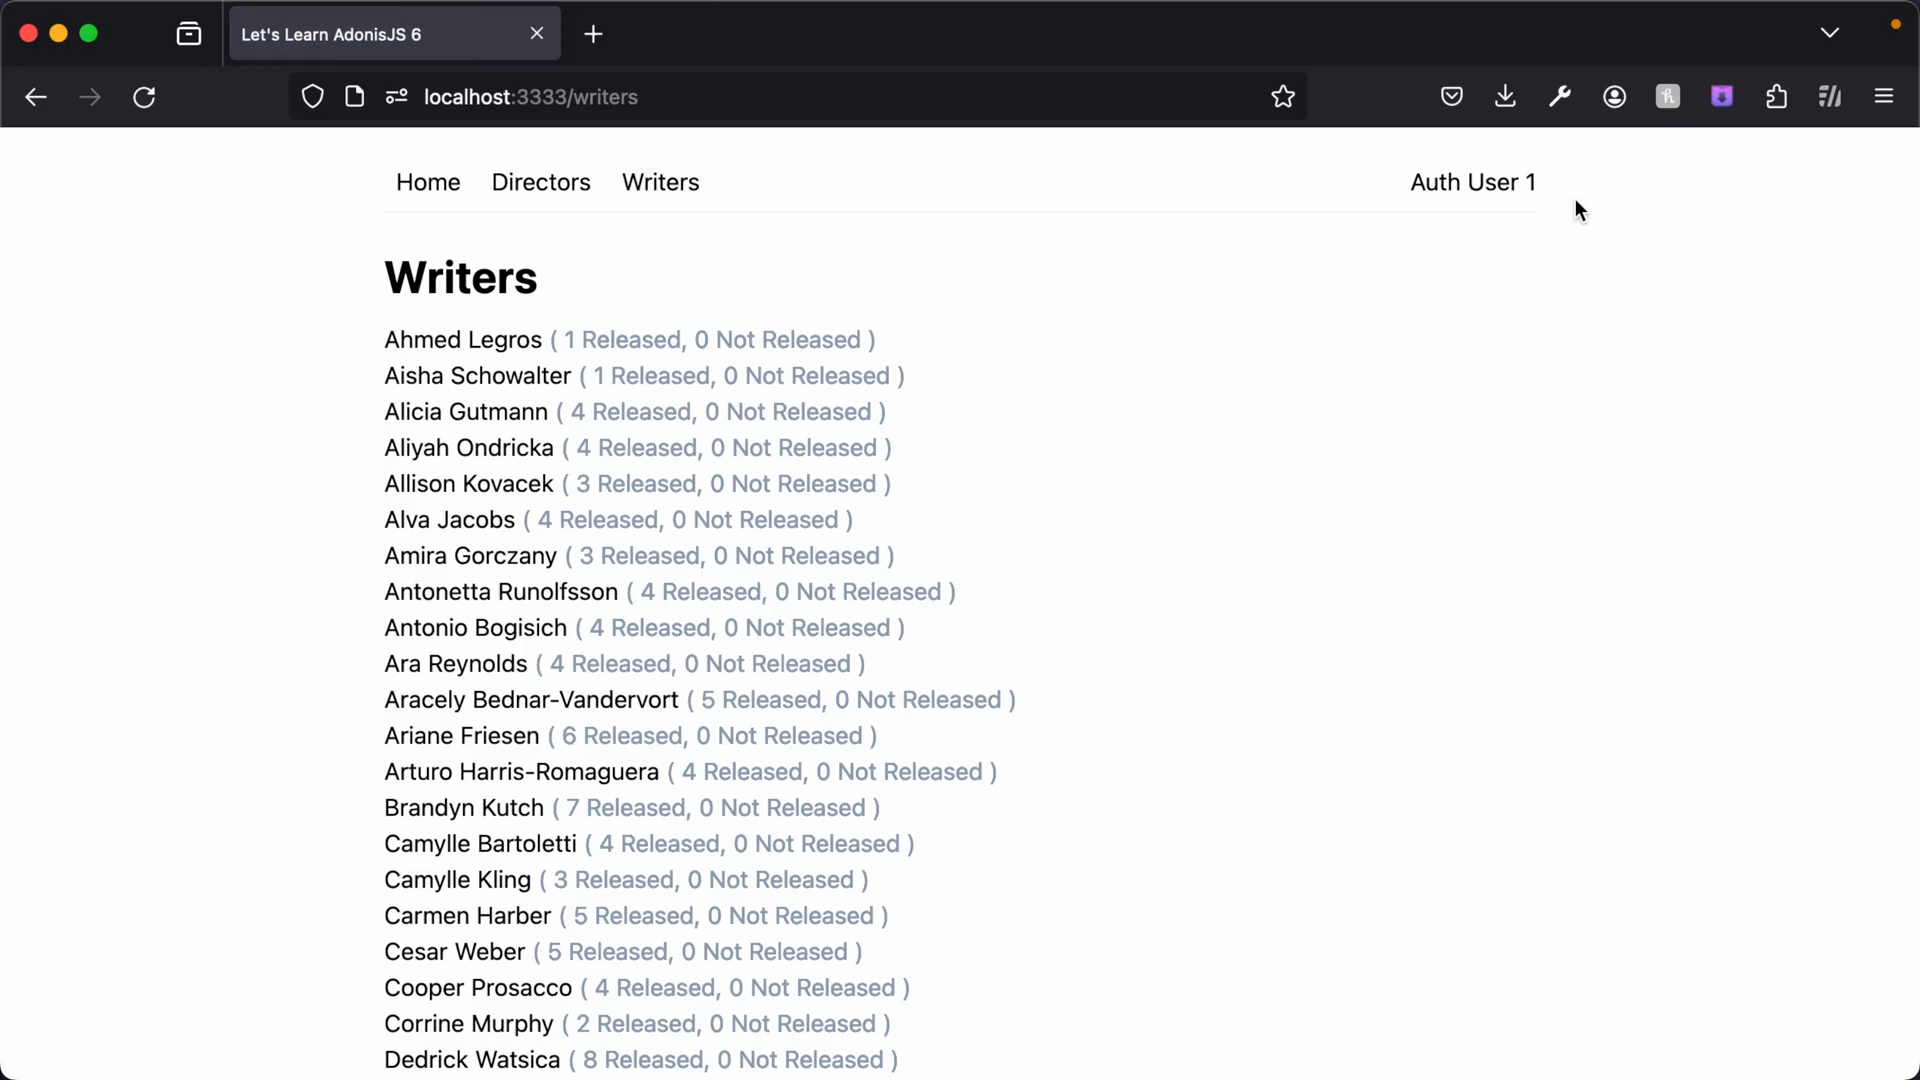 Let's Learn AdonisJS 6
localhost:3333/writers
Home Directors Writers Auth User 1
Writers
Ahmed Legros ( 1 Released, 0 Not Released )
Aisha Schowalter ( 1 Released, 0 Not Released )
Alicia Gutmann ( 4 Released, 0 Not Released )
Aliyah Ondricka ( 4 Released, 0 Not Released )
Allison Kovacek ( 3 Released, 0 Not Released )
Alva Jacobs ( 4 Released, 0 Not Released )
Amira Gorczany ( 3 Released, 0 Not Released )
Antonetta Runolfsson ( 4 Released, 0 Not Released )
Antonio Bogisich ( 4 Released, 0 Not Released )
Ara Reynolds ( 4 Released, 0 Not Released )
Aracely Bednar-Vandervort ( 5 Released, 0 Not Released )
Ariane Friesen ( 6 Released, 0 Not Released )
Arturo Harris-Romaguera ( 4 Released, 0 Not Released )
Brandyn Kutch ( 7 Released, 0 Not Released )
Camylle Bartoletti ( 4 Released, 0 Not Released )
Camylle Kling ( 3 Released, 0 Not Released )
Carmen Harber ( 5 Released, 0 Not Released )
Cesar Weber ( 5 Released, 0 Not Released )
Cooper Prosacco ( 4 Released, 0 Not Released )
Corrine Murphy ( 2 Released, 0 Not Released )
Dedrick Watsica ( 8 Released, 0 Not Released )